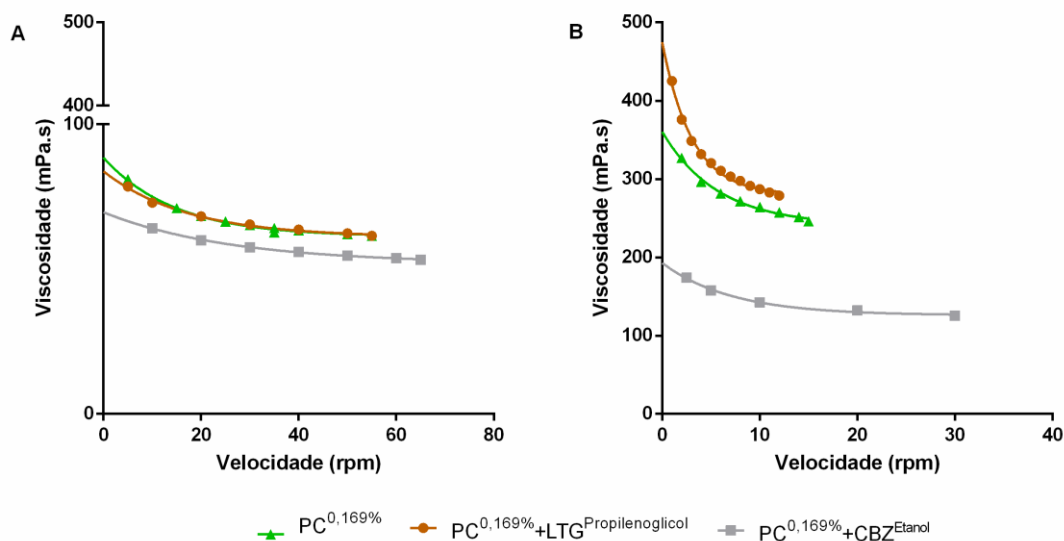 A
500
400
100
0
Viscosidade (mPa.s)
0 20 40 60 80
Velocidade (rpm)
B
500
400
300
200
100
0
Viscosidade (mPa.s)
0 10 20 30 40
Velocidade (rpm)
PC0,169% PC0,169%+LTGPropilenoglicol PC0,169%+CBZEtanol